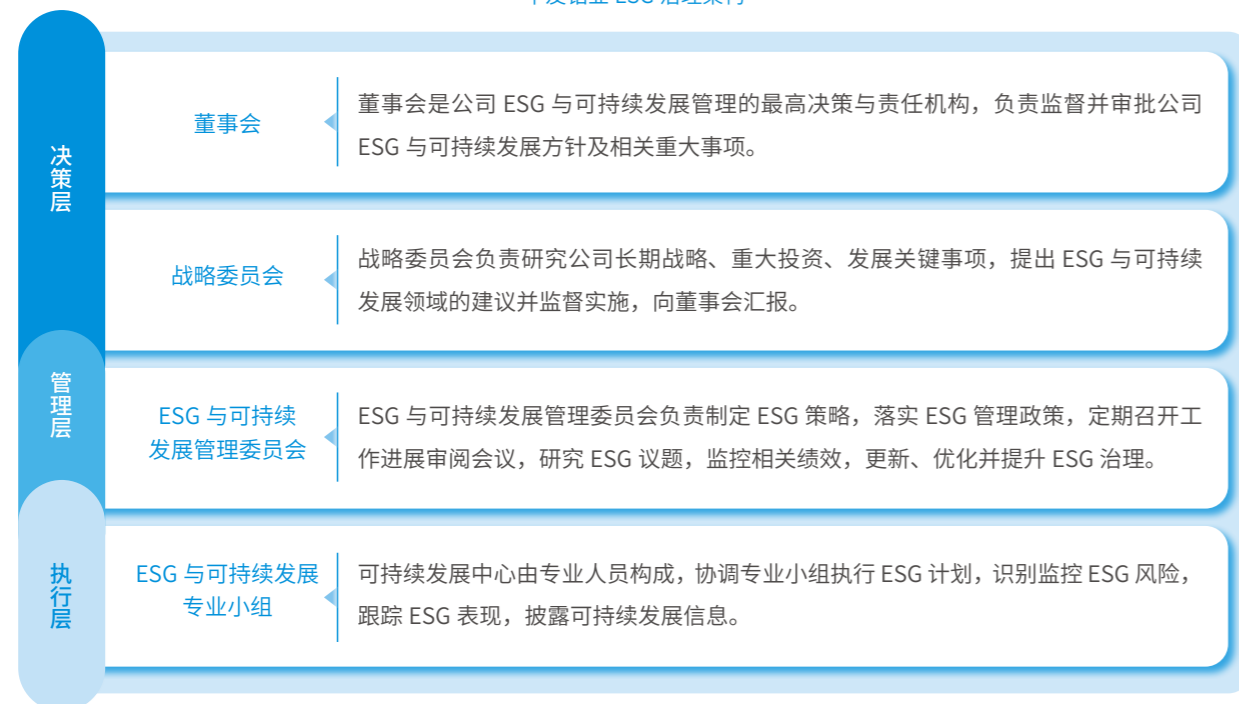 ESG 治理架构
决策层
董事会
董事会是公司 ESG 与可持续发展管理的最高决策与责任机构，负责监督并审批公司
ESG 与可持续发展方针及相关重大事项。
战略委员会
战略委员会负责研究公司长期战略、重大投资、发展关键事项，提出 ESG 与可持续
发展领域的建议并监督实施，向董事会汇报。
管理层
ESG 与可持续
发展管理委员会
ESG 与可持续发展管理委员会负责制定 ESG 策略，落实 ESG 管理政策，定期召开工
作进展审阅会议，研究 ESG 议题，监控相关绩效，更新、优化并提升 ESG 治理。
执行层
ESG 与可持续发展
专业小组
可持续发展中心由专业人员构成，协调专业小组执行 ESG 计划，识别监控 ESG 风险，
跟踪 ESG 表现，披露可持续发展信息。